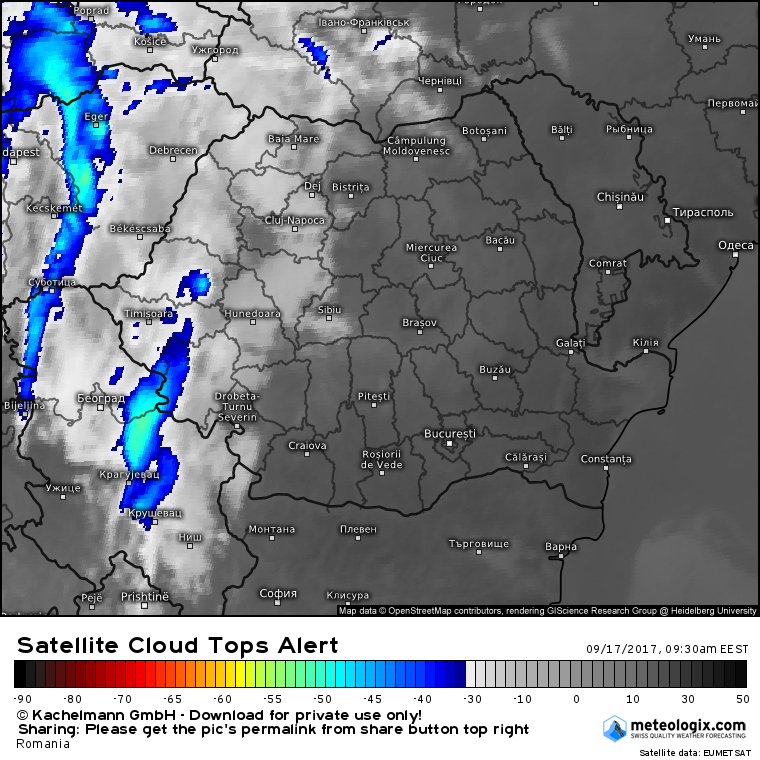 Poprad
Івано-Франківськ
Košice
Ужгород
Умань
Чернівці
Первомай
Eger
Baia Mare
Botoșani
Bălți
Рыбница
dapest
Debrecen
Câmpulung
Moldovenesc
Dej
Bistrița
Chișinău
Kecskemét
Тирасполь
Cluj-Napoca
Békéscsaba
Bacău
Одеса
Miercurea
Ciuc
Comrat
Суботица
Timișoara
Hunedoara
Sibiu
Brașov
Galați
Кілія
Buzău
Bijeljina
Београд
Drobeta-
Turnu
Severin
Pitești
București
Craiova
Roșiorii
de Vede
Călărași
Constanța
Крагујевац
Ужице
Крушевац
Ниш
Монтана
Плевен
Търговище
Варна
Pejë
Prishtinë
София
Клисура
Map data © OpenStreetMap contributors, rendering GIScience Research Group @ Heidelberg University
Satellite Cloud Tops Alert
09/17/2017, 09:30am EEST
-90 -80 -70 -65 -60 -55 -50 -45 -40 -30 -10 0 10 30 50
© Kachelmann GmbH - Download for private use only!
Sharing: Please get the pic's permalink from share button top right
Romania
meteologix.com
SWISS QUALITY WEATHER FORECASTING
Satellite data: EUMETSAT